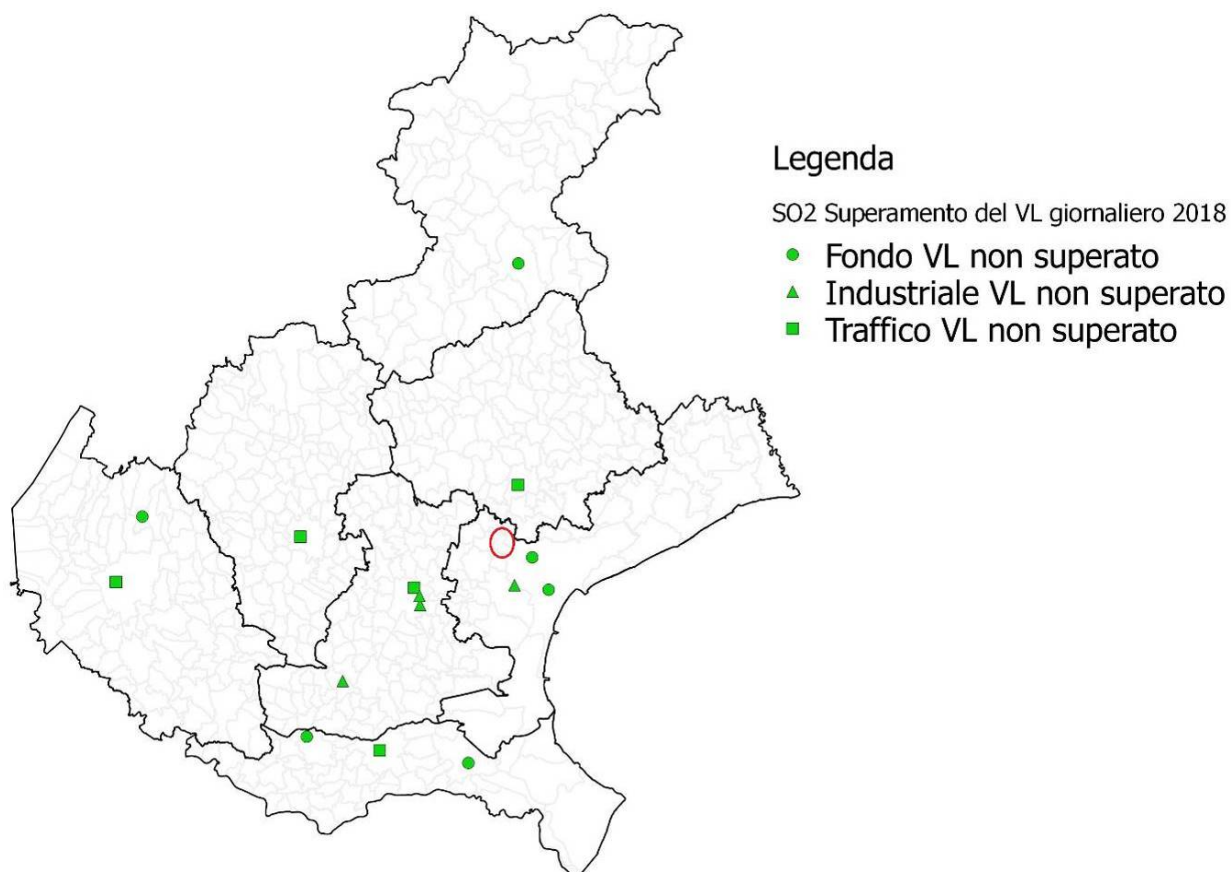 Legenda
SO2 Superamento del VL giornaliero 2018
Fondo VL non superato
Industriale VL non superato
Traffico VL non superato